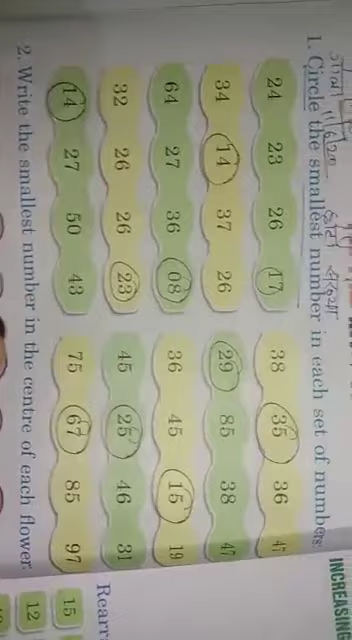 INCREASING
1. Circle the smallest number in each set of numbers.
24 23 26 17
38 35 36 47
34 14 37 26
29 85 38 47
64 27 36 08
36 45 15 19
32 26 26 23
45 25 46 31
14 27 50 43
75 67 85 97
2. Write the smallest number in the centre of each flower.
Rearr
15
12